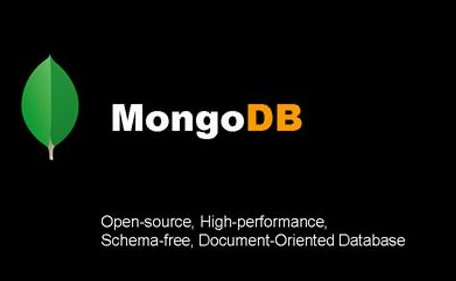 MongoDB
Open-source, High-performance,
Schema-free, Document-Oriented Database